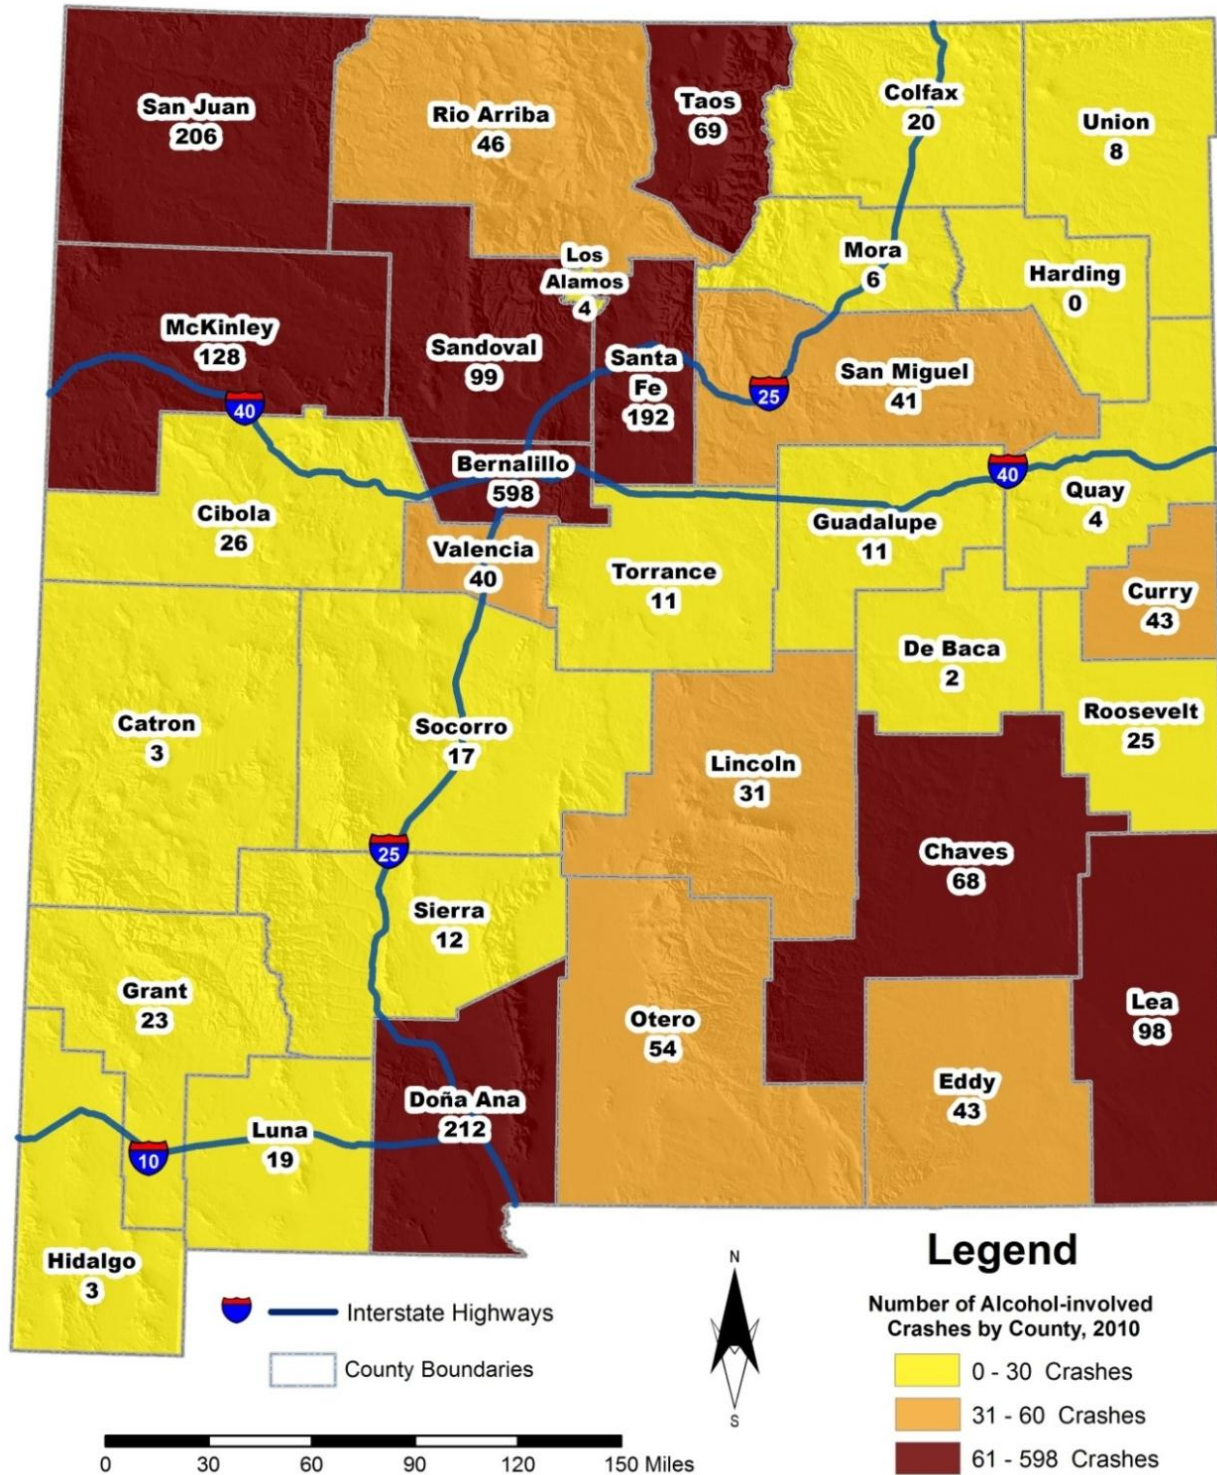 San Juan
206
Rio Arriba
46
Taos
69
Colfax
20
Union
8
Mora
6
Harding
0
Los
Alamos
4
McKinley
128
Sandoval
99
Santa
Fe
192
San Miguel
41
25
40
Bernalillo
598
40
Quay
4
Cibola
26
Valencia
40
Torrance
11
Guadalupe
11
Curry
43
De Baca
2
Roosevelt
25
Catron
3
Socorro
17
Lincoln
31
25
Chaves
68
Sierra
12
Grant
23
Otero
54
Lea
98
Eddy
43
Doña Ana
212
Luna
19
10
Hidalgo
3
Interstate Highways
County Boundaries
N
S
0 30 60 90 120 150 Miles
Legend
Number of Alcohol-involved
Crashes by County, 2010
0 - 30 Crashes
31 - 60 Crashes
61 - 598 Crashes